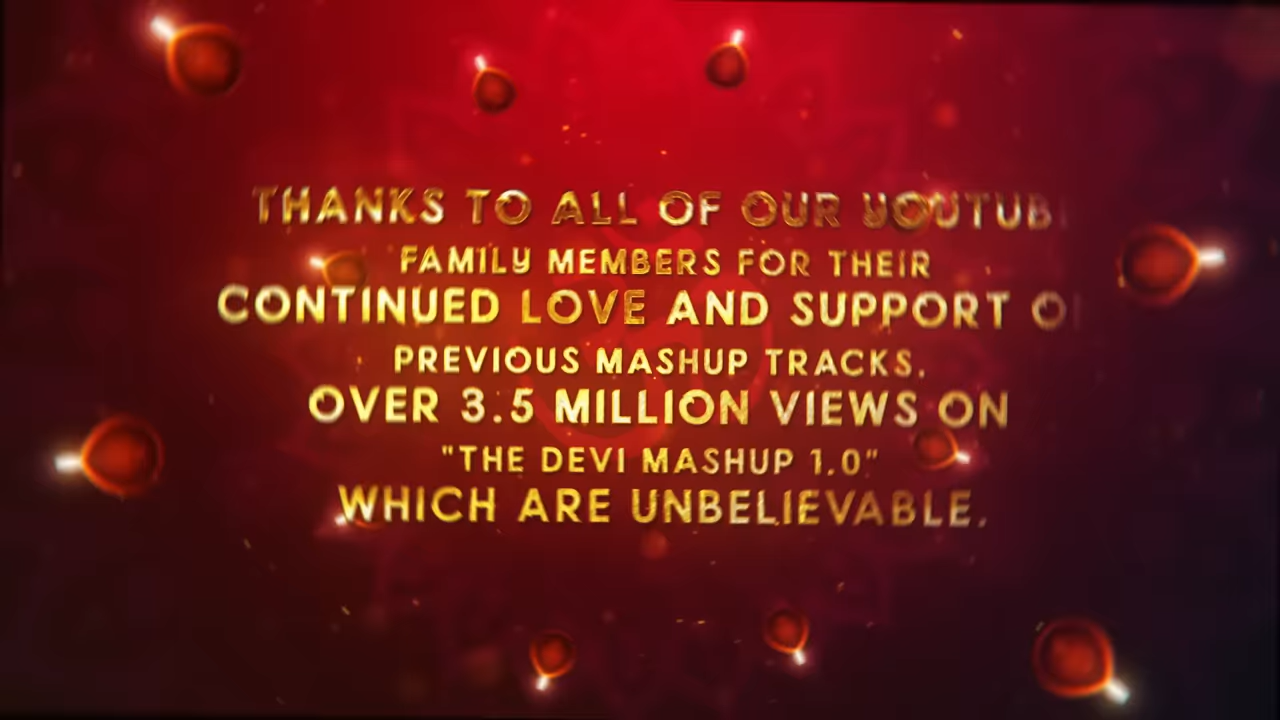 THANKS TO ALL OF OUR YOUTUB
FAMILY MEMBERS FOR THEIR
CONTINUED LOVE AND SUPPORT O
PREVIOUS MASHUP TRACKS.
OVER 3.5 MILLION VIEWS ON
"THE DEVI MASHUP 1.0"
WHICH ARE UNBELIEVABLE.